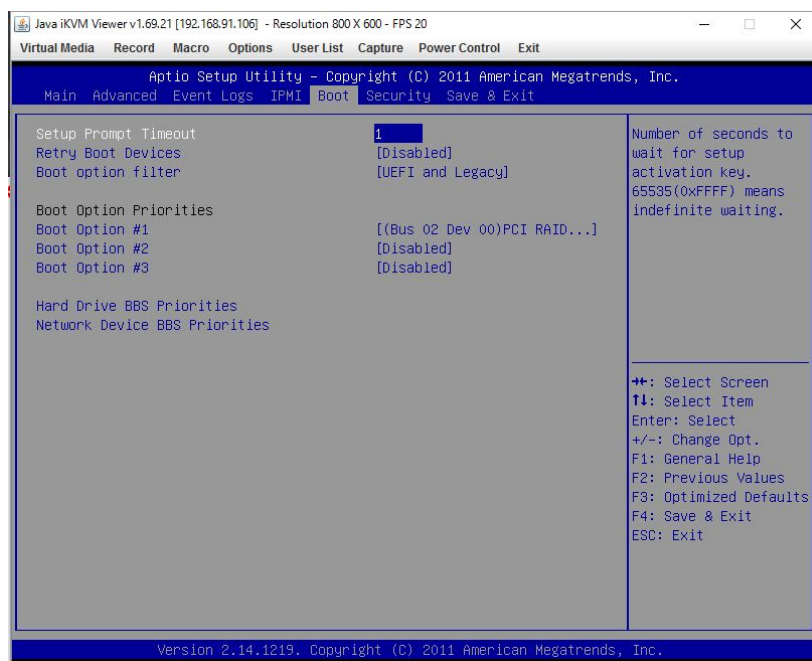 Java iKVM Viewer v1.69.21 [192.168.91.106] - Resolution 800 X 600 - FPS 20
Virtual Media Record Macro Options User List Capture Power Control Exit
Aptio Setup Utility – Copyright (C) 2011 American Megatrends, Inc.
Main Advanced Event Logs IPMI Boot Security Save & Exit
Setup Prompt Timeout 1
Retry Boot Devices [Disabled]
Boot option filter [UEFI and Legacy]
Boot Option Priorities
Boot Option #1 [(Bus 02 Dev 00)PCI RAID...]
Boot Option #2 [Disabled]
Boot Option #3 [Disabled]
Hard Drive BBS Priorities
Network Device BBS Priorities
Number of seconds to
wait for setup
activation key.
65535(0xFFFF) means
indefinite waiting.
→←: Select Screen
↑↓: Select Item
Enter: Select
+/-: Change Opt.
F1: General Help
F2: Previous Values
F3: Optimized Defaults
F4: Save & Exit
ESC: Exit
Version 2.14.1219. Copyright (C) 2011 American Megatrends, Inc.